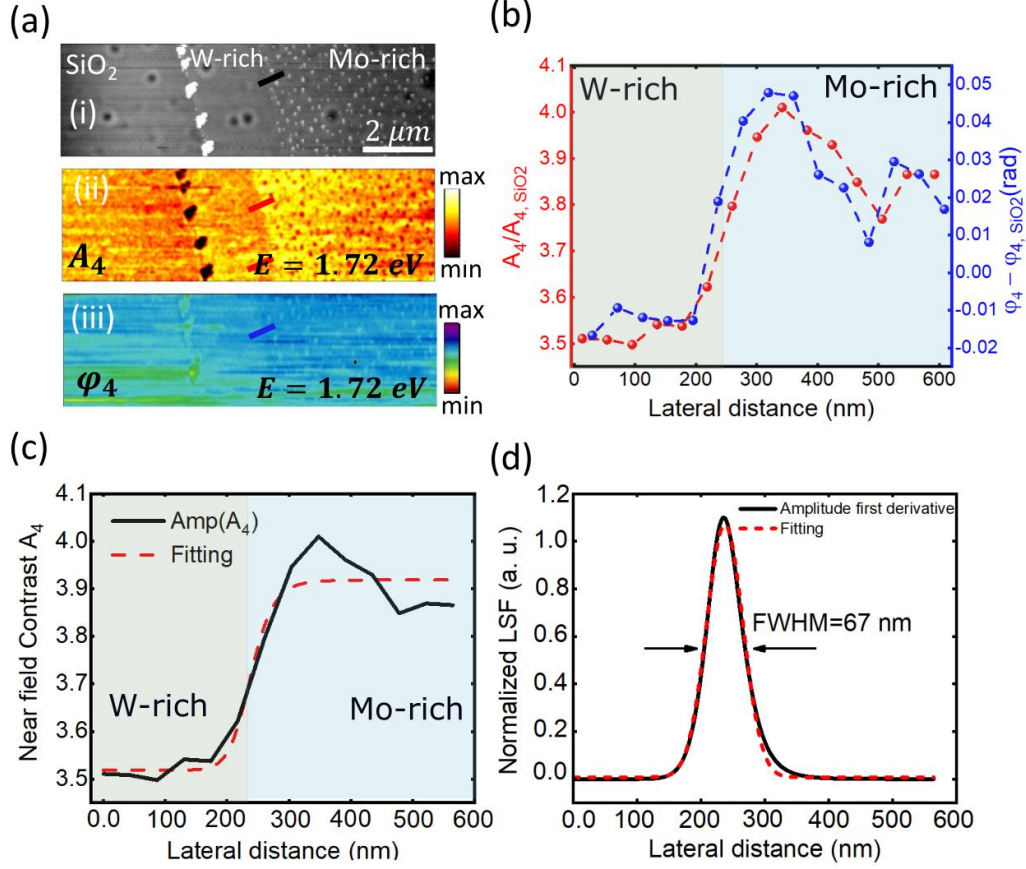 (a)
SiO2 W-rich Mo-rich
(i)
2 μm
(ii)
max
min
A4 E = 1.72 eV
(iii)
max
min
φ4 E = 1.72 eV
(b)
W-rich Mo-rich
4.1
4.0
3.9
3.8
3.7
3.6
3.5
A4/A4, SiO2
0.05
0.04
0.03
0.02
0.01
0.00
-0.01
-0.02
φ4 – φ4, SiO2(rad)
0 100 200 300 400 500 600
Lateral distance (nm)
(c)
4.1
4.0
3.9
3.8
3.7
3.6
3.5
Near field Contrast A4
Amp(A4)
Fitting
W-rich
Mo-rich
0.0 100 200 300 400 500 600
Lateral distance (nm)
(d)
1.2
1.0
0.8
0.6
0.4
0.2
0.0
Normalized LSF (a. u.)
Amplitude first derivative
Fitting
FWHM=67 nm
0.0 100 200 300 400 500 600
Lateral distance (nm)